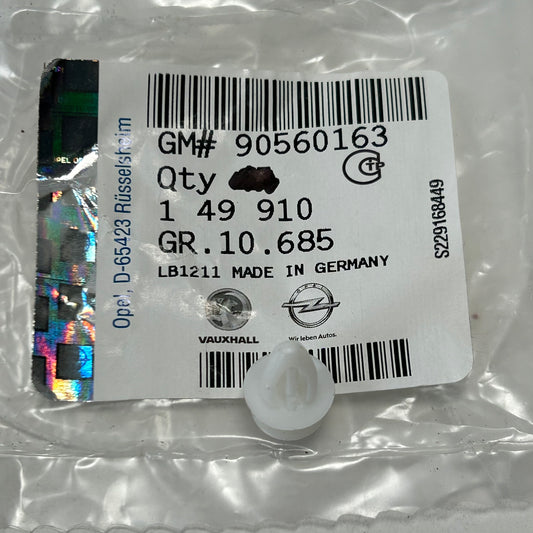 GM# 90560163
Qty
1 49 910
GR.10.685
LB1211 MADE IN GERMANY
VAUXHALL
OPEL
Wir leben Autos.
Opel, D-65423 Rüsselsheim
S229168449